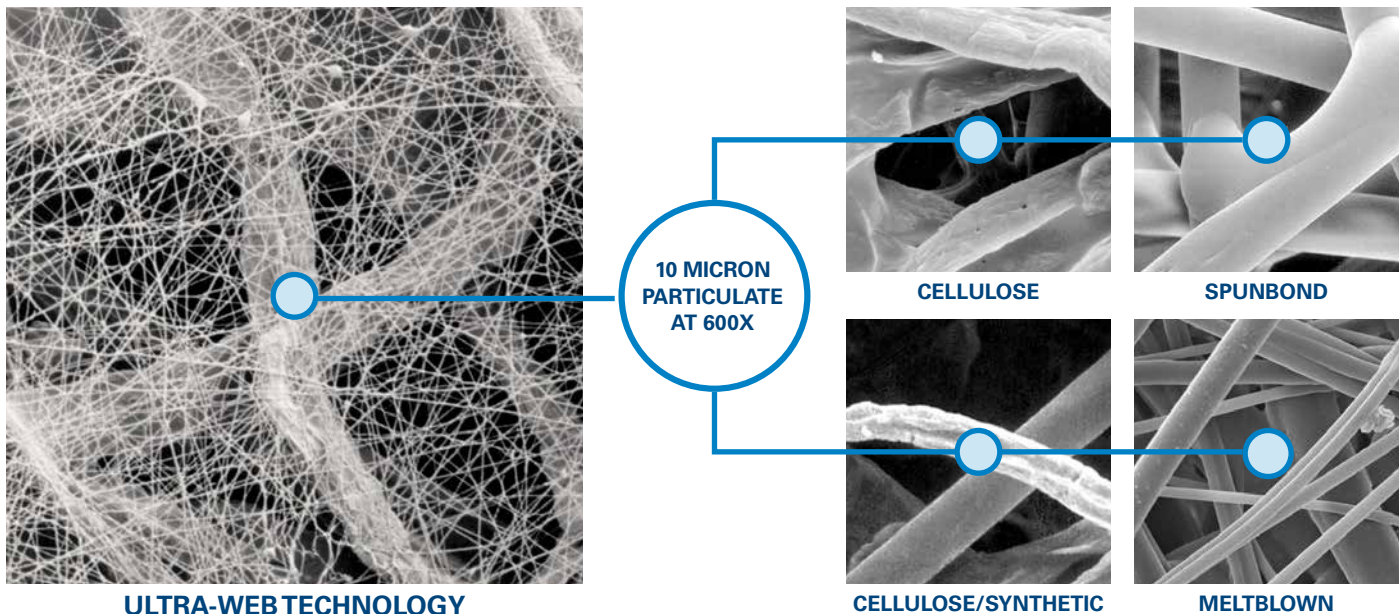 10 MICRON
PARTICULATE
AT 600X
CELLULOSE
SPUNBOND
ULTRA-WEB TECHNOLOGY
CELLULOSE/SYNTHETIC
MELTBLOWN